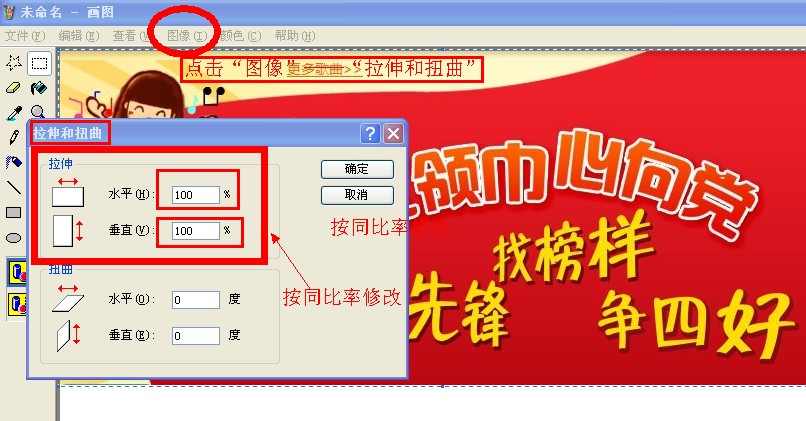 未命名 - 画图
文件(F) 编辑(E) 查看(V) 图像(I) 颜色(C) 帮助(H)
点击“图像” “拉伸和扭曲”
更多歌曲>>
拉伸和扭曲
拉伸
水平(H): 100 %
垂直(V): 100 %
确定
取消
扭曲
水平(O): 0 度
垂直(E): 0 度
按同比率
按同比率修改
领巾心向党
找榜样
先锋
争四好